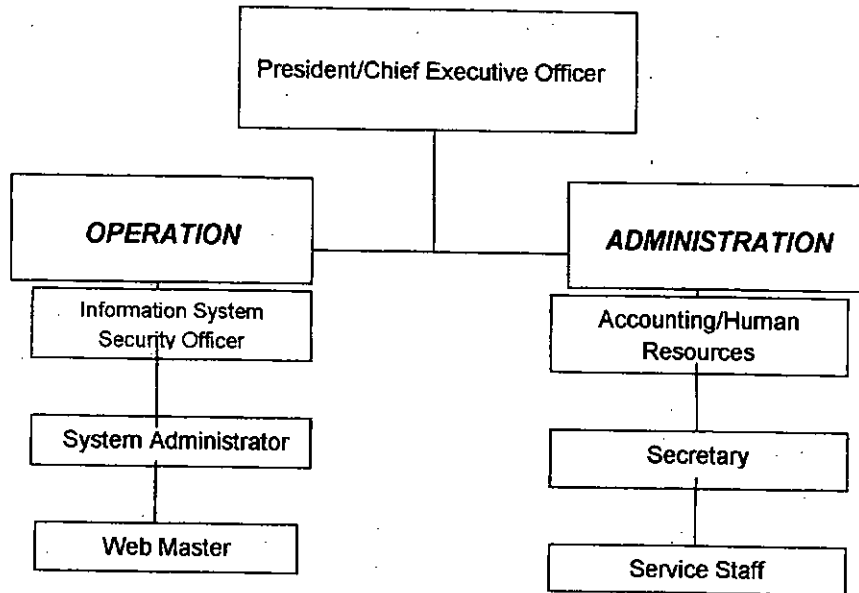 President/Chief Executive Officer
OPERATION
Information System
Security Officer
System Administrator
Web Master
ADMINISTRATION
Accounting/Human
Resources
Secretary
Service Staff